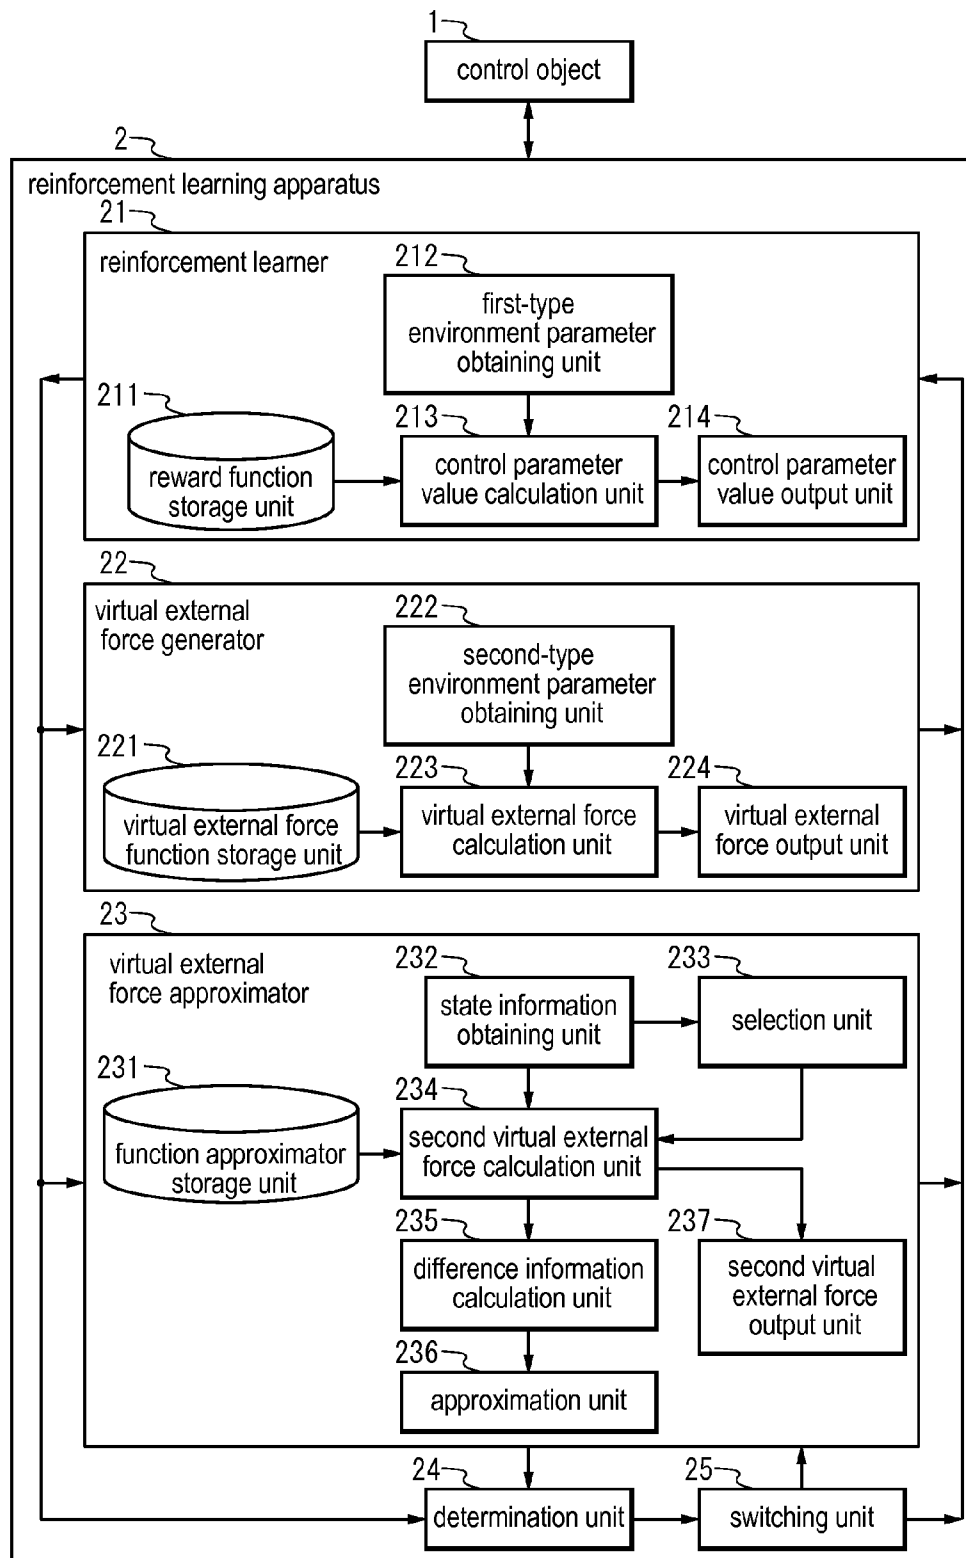 1
control object
2
reinforcement learning apparatus
21
reinforcement learner
212
first-type
environment parameter
obtaining unit
211
reward function
storage unit
213
control parameter
value calculation unit
214
control parameter
value output unit
22
virtual external
force generator
222
second-type
environment parameter
obtaining unit
221
virtual external force
function storage unit
223
virtual external force
calculation unit
224
virtual external
force output unit
23
virtual external
force approximator
232
state information
obtaining unit
233
selection unit
231
function approximator
storage unit
234
second virtual external
force calculation unit
235
difference information
calculation unit
237
second virtual
external force
output unit
236
approximation unit
24
determination unit
25
switching unit